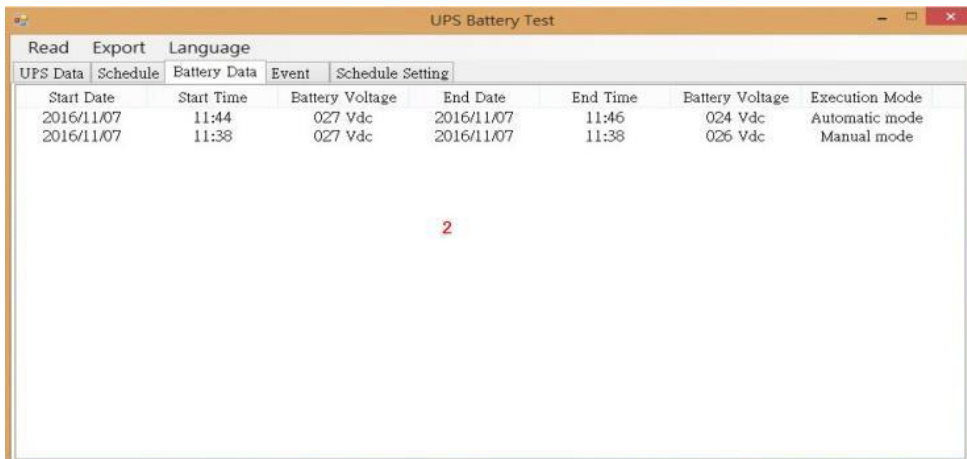 UPS Battery Test
Read Export Language
UPS Data Schedule Battery Data Event Schedule Setting
Start Date Start Time Battery Voltage End Date End Time Battery Voltage Execution Mode
2016/11/07 11:44 027 Vdc 2016/11/07 11:46 024 Vdc Automatic mode
2016/11/07 11:38 027 Vdc 2016/11/07 11:38 026 Vdc Manual mode
2